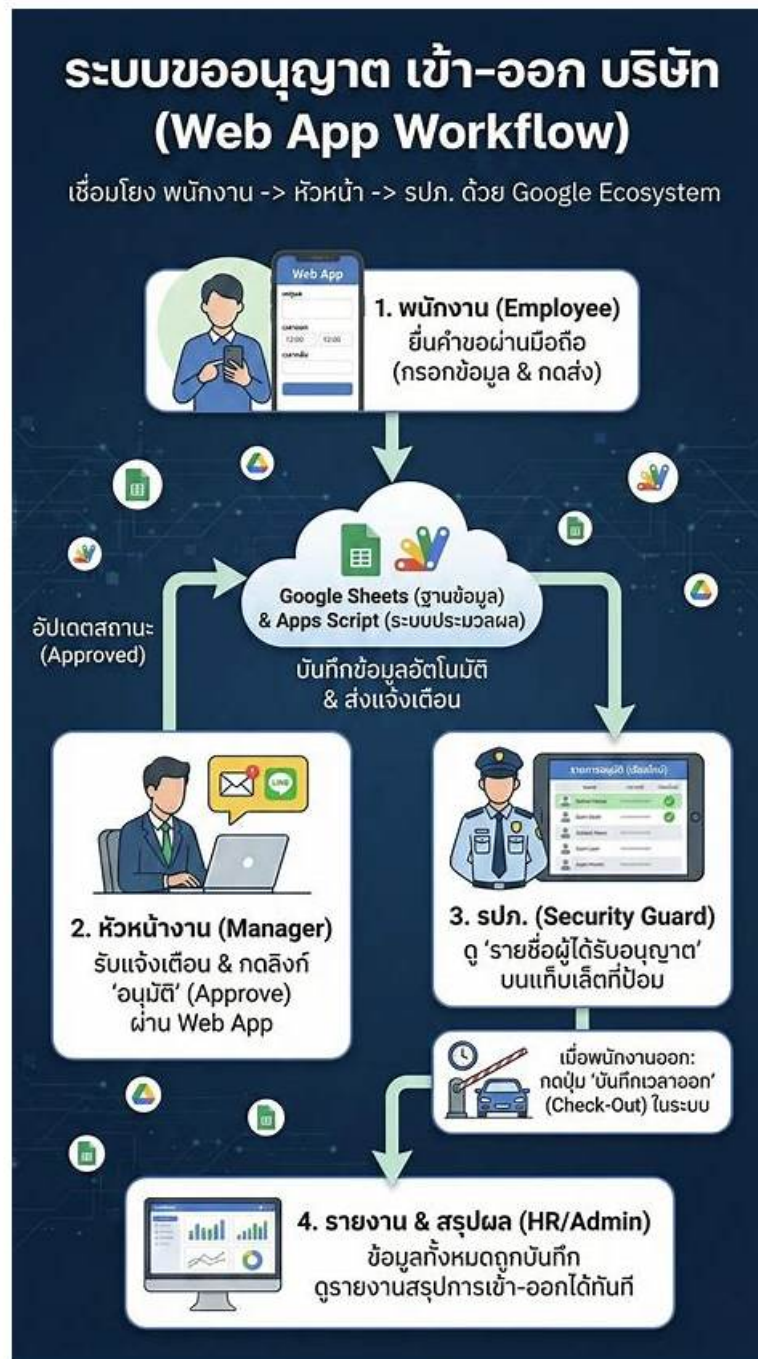 ระบบขออนุญาต เข้า-ออก บริษัท
(Web App Workflow)
เชื่อมโยง พนักงาน -> หัวหน้า -> รปภ. ด้วย Google Ecosystem
Web App
เวลาออก
12:00 12:00
เวลากลับ
1. พนักงาน (Employee)
ยื่นคำขอผ่านมือถือ
(กรอกข้อมูล & กดส่ง)
Google Sheets (ฐานข้อมูล)
& Apps Script (ระบบประมวลผล)
อัปเดตสถานะ
(Approved)
บันทึกข้อมูลอัตโนมัติ
& ส่งแจ้งเตือน
LINE
2. หัวหน้างาน (Manager)
รับแจ้งเตือน & กดลิงก์
‘อนุมัติ’ (Approve)
ผ่าน Web App
3. รปภ. (Security Guard)
ดู ‘รายชื่อผู้ได้รับอนุญาต’
บนแท็บเล็ตที่ป้อม
เมื่อพนักงานออก:
กดปุ่ม ‘บันทึกเวลาออก’
(Check-Out) ในระบบ
4. รายงาน & สรุปผล (HR/Admin)
ข้อมูลทั้งหมดถูกบันทึก
ดูรายงานสรุปการเข้า-ออกได้ทันที